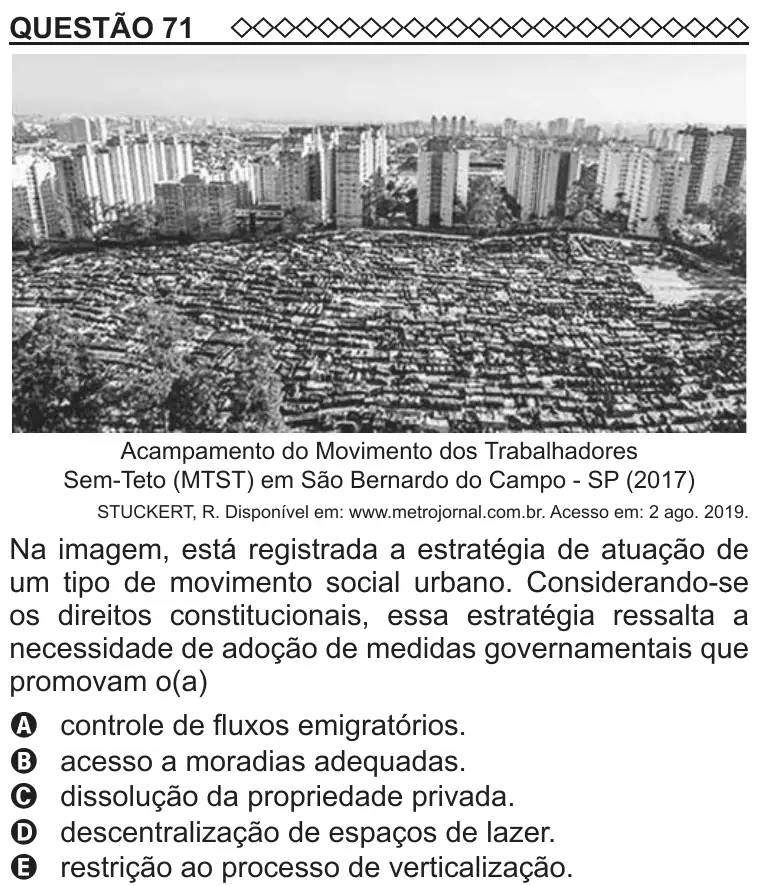 QUESTÃO 71
Acampamento do Movimento dos Trabalhadores
Sem-Teto (MTST) em São Bernardo do Campo - SP (2017)
STUCKERT, R. Disponível em: www.metrojornal.com.br. Acesso em: 2 ago. 2019.
Na imagem, está registrada a estratégia de atuação de
um tipo de movimento social urbano. Considerando-se
os direitos constitucionais, essa estratégia ressalta a
necessidade de adoção de medidas governamentais que
promovam o(a)
A controle de fluxos emigratórios.
B acesso a moradias adequadas.
C dissolução da propriedade privada.
D descentralização de espaços de lazer.
E restrição ao processo de verticalização.